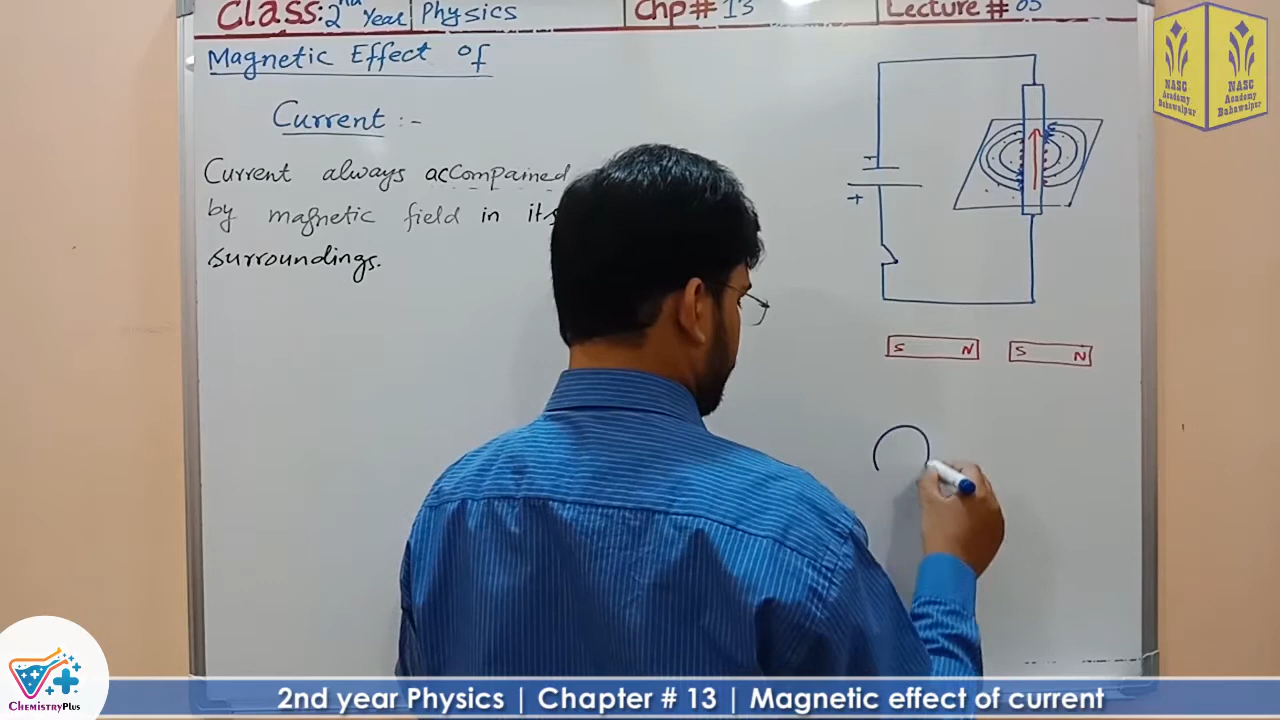 Class: 2nd Year Physics Chp # 13 Lecture # 05
Magnetic Effect of
Current :-
Current always accompained
by magnetic field in its
surroundings.
-
+
S N S N
NASC
Academy
Bahawalpur
NASC
Academy
Bahawalpur
ChemistryPlus
2nd year Physics | Chapter # 13 | Magnetic effect of current